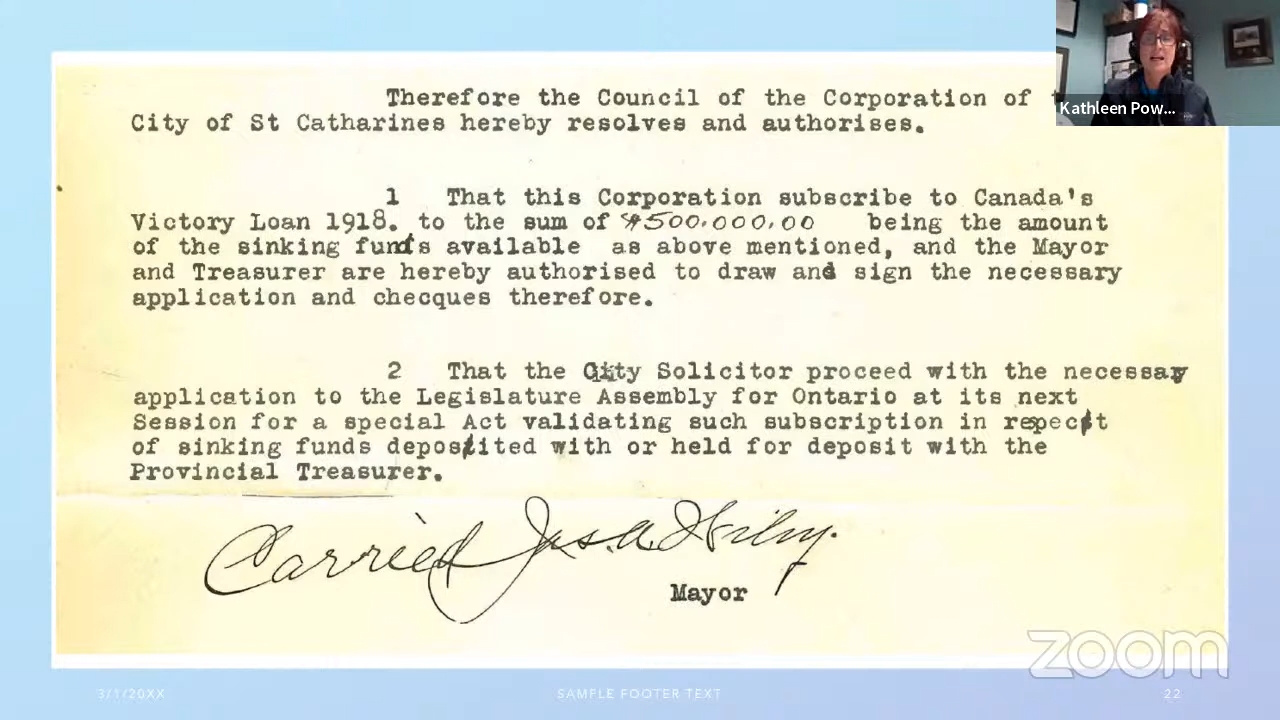 Therefore the Council of the Corporation of
City of St Catharines hereby resolves and authorises.
1 That this Corporation subscribe to Canada's
Victory Loan 1918. to the sum of $500.000.00 being the amount
of the sinking funds available as above mentioned, and the Mayor
and Treasurer are hereby authorised to draw and sign the necessary
application and checques therefore.
2 That the City Solicitor proceed with the necessary
application to the Legislature Assembly for Ontario at its next
Session for a special Act validating such subscription in repect
of sinking funds deposited with or held for deposit with the
Provincial Treasurer.
Carried Jas. A.
Mayor
Kathleen Pow...
zoom
3/1/20XX
SAMPLE FOOTER TEXT
22